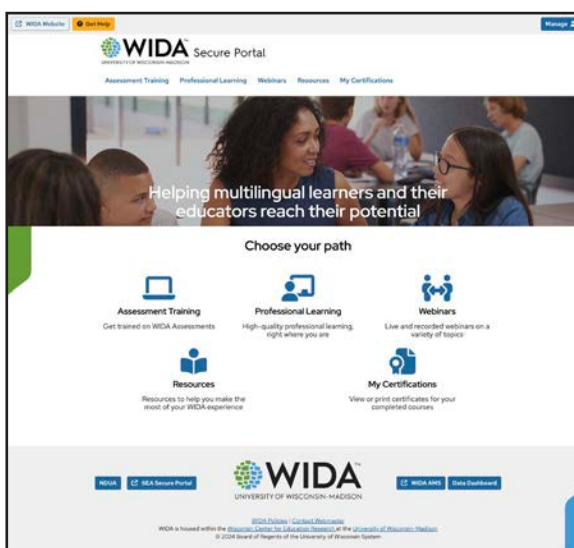 WIDA Website Get Help Manage
WIDA Secure Portal
UNIVERSITY OF WISCONSIN-MADISON
Assessment Training Professional Learning Webinars Resources My Certifications
Helping multilingual learners and their
educators reach their potential
Choose your path
Assessment Training
Get trained on WIDA Assessments
Professional Learning
High-quality professional learning,
right where you are
Webinars
Live and recorded webinars on a
variety of topics
Resources
Resources to help you make the
most of your WIDA experience
My Certifications
View or print certificates for your
completed courses
NDUA SEA Secure Portal
WIDA™
UNIVERSITY OF WISCONSIN-MADISON
WIDA AMS Data Dashboard
WIDA Policies | Contact Webmaster
WIDA is housed within the Wisconsin Center for Education Research at the University of Wisconsin-Madison
© 2024 Board of Regents of the University of Wisconsin System